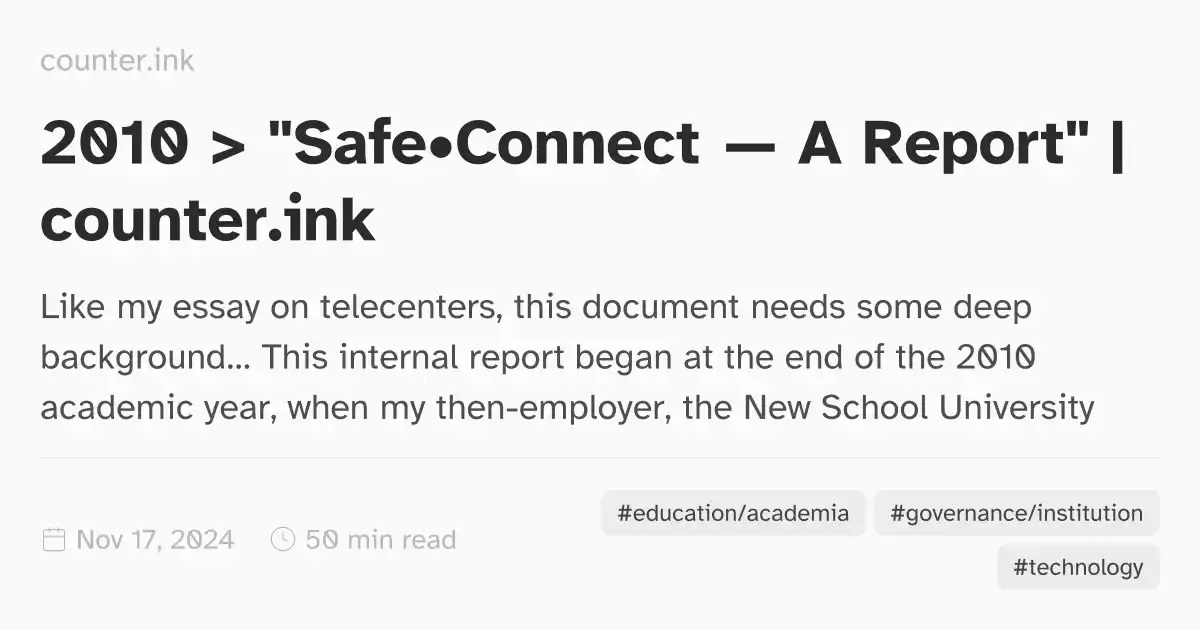 counter.ink
2010 > "Safe•Connect — A Report" |
counter.ink
Like my essay on telecenters, this document needs some deep
background... This internal report began at the end of the 2010
academic year, when my then-employer, the New School University
Nov 17, 2024 50 min read
#education/academia #governance/institution
#technology